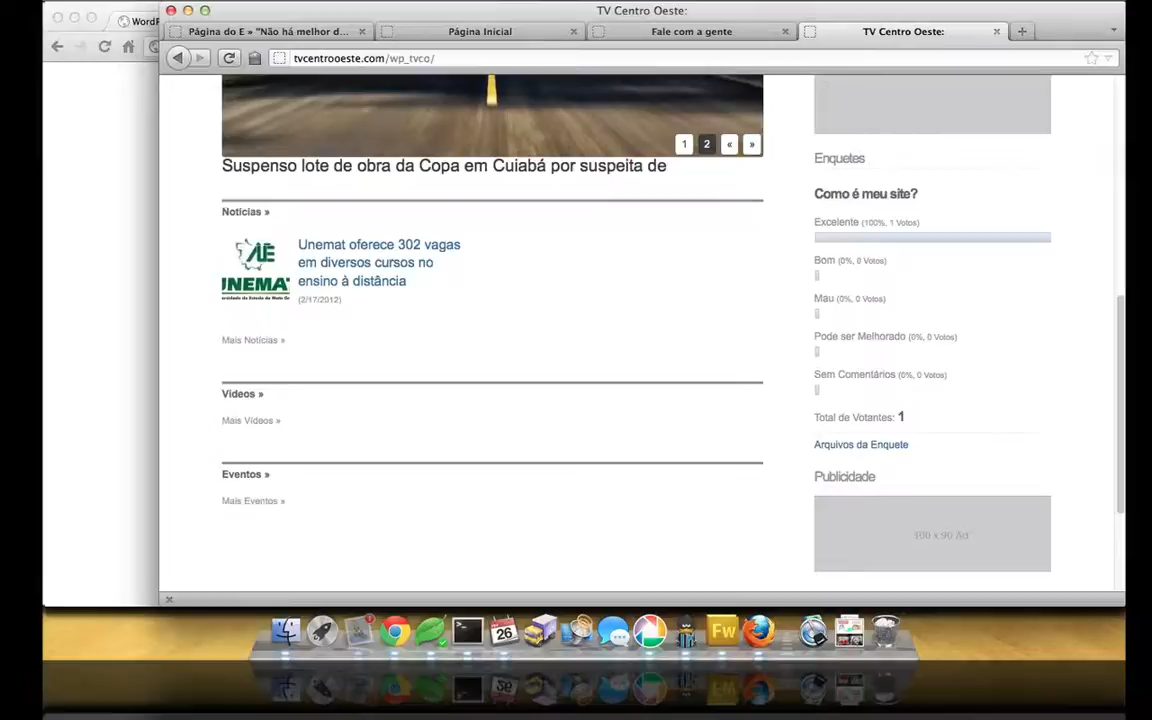 WordP
TV Centro Oeste:
Página do E » "Não há melhor d...
Página Inicial
Fale com a gente
TV Centro Oeste:
tvcentrooeste.com/wp_tvco/
1 2 « »
Suspenso lote de obra da Copa em Cuiabá por suspeita de
Notícias »
UNEMA
Unemat oferece 302 vagas
em diversos cursos no
ensino à distância
(2/17/2012)
Mais Notícias »
Videos »
Mais Vídeos »
Eventos »
Mais Eventos »
Enquetes
Como é meu site?
Excelente (100%, 1 Votos)
Bom (0%, 0 Votos)
Mau (0%, 0 Votos)
Pode ser Melhorado (0%, 0 Votos)
Sem Comentários (0%, 0 Votos)
Total de Votantes: 1
Arquivos da Enquete
Publicidade
26
Fw